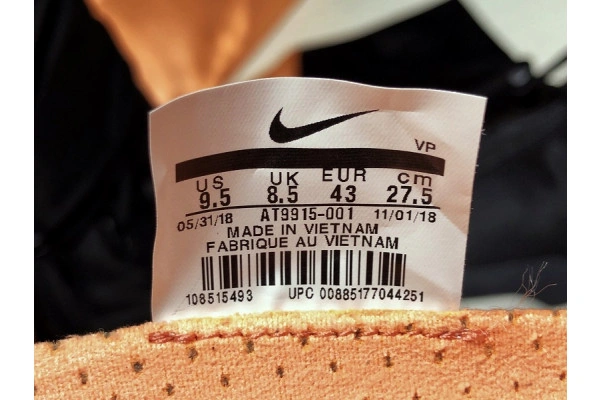 VP
US UK EUR cm
9.5 8.5 43 27.5
05/31/18 AT9915-001 11/01/18
MADE IN VIETNAM
FABRIQUE AU VIETNAM
108515493 UPC 00885177044251